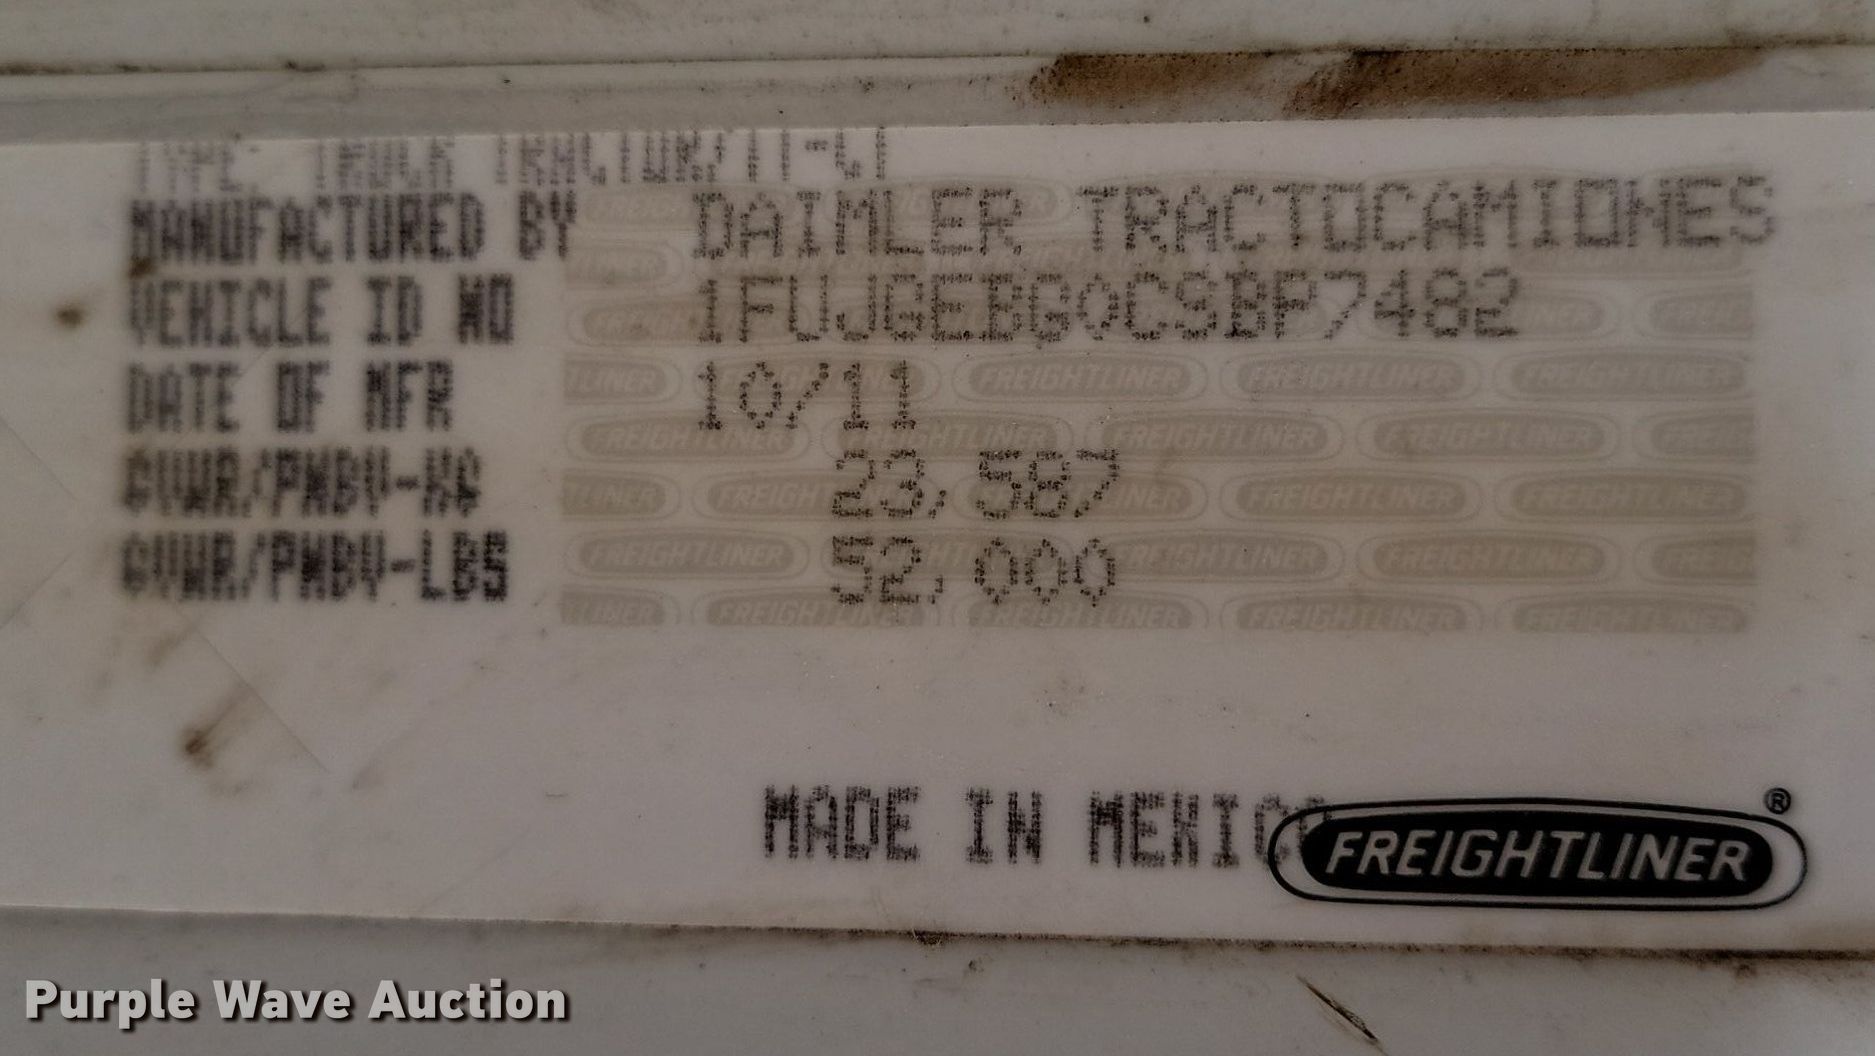 MANUFACTURED BY DAIMLER TRACTOCAMIONES
VEHICLE ID NO 1FUJGEBG0CSBP7482
DATE OF MFR 10/11
GVWR/PNBV-KG 23,587
GVWR/PNBV-LBS 52,000
MADE IN MEXICO
FREIGHTLINER®
Purple Wave Auction